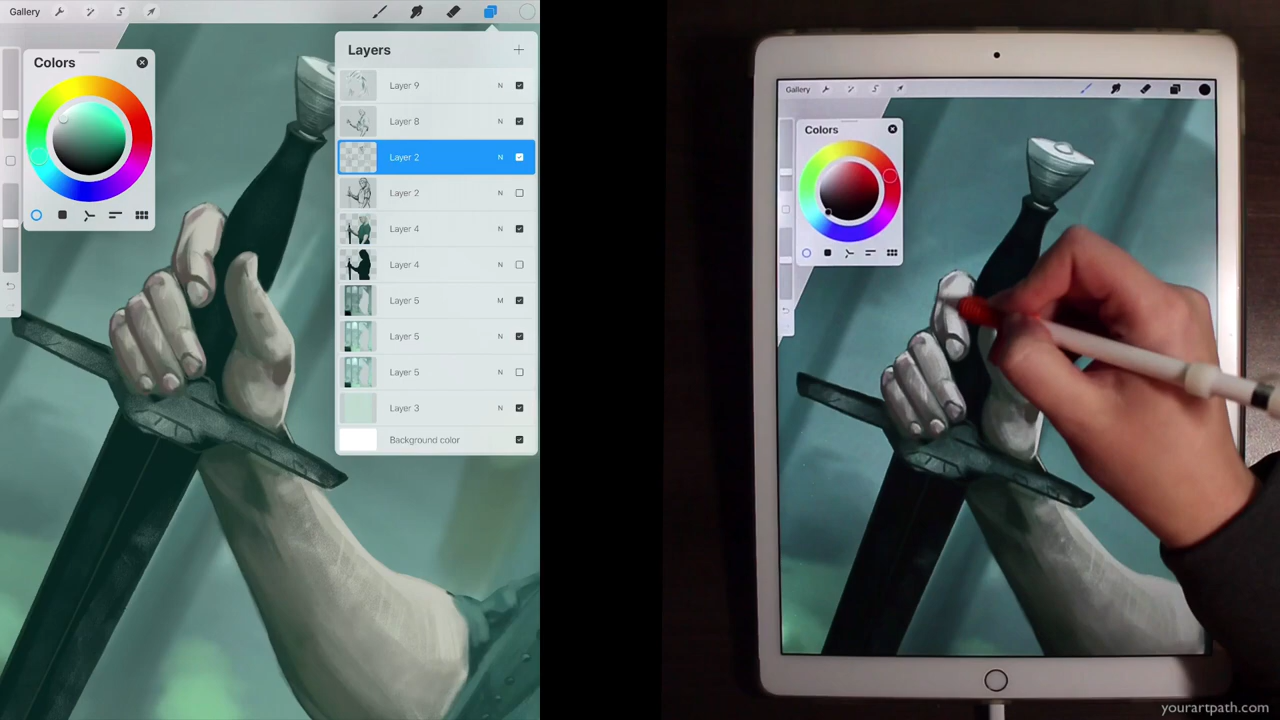 Gallery
Layers
Colors
Layer 9 N
Layer 8 N
Layer 2 N
Layer 2 N
Layer 4 N
Layer 4 N
Layer 5 M
Layer 5 N
Layer 5 N
Layer 3 N
Background color
Gallery
Colors
yourartpath.com